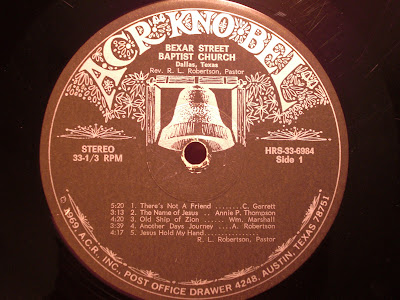 A.C.R. KNO-BEL
BEXAR STREET
BAPTIST CHURCH
Dallas, Texas
Rev. R. L. Robertson, Pastor
STEREO
33-1/3 RPM
HRS-33-6984
Side 1
5:20 1. There's Not A Friend ........ C. Garrett
3:13 2. The Name of Jesus .. Annie P. Thompson
4:20 3. Old Ship of Zion ...... Wm. Marshall
3:39 4. Another Days Journey ....A. Robertson
4:17 5. Jesus Hold My Hand
R. L. Robertson, Pastor
1969, A.C.R., INC., POST OFFICE DRAWER 4248, AUSTIN, TEXAS 78751